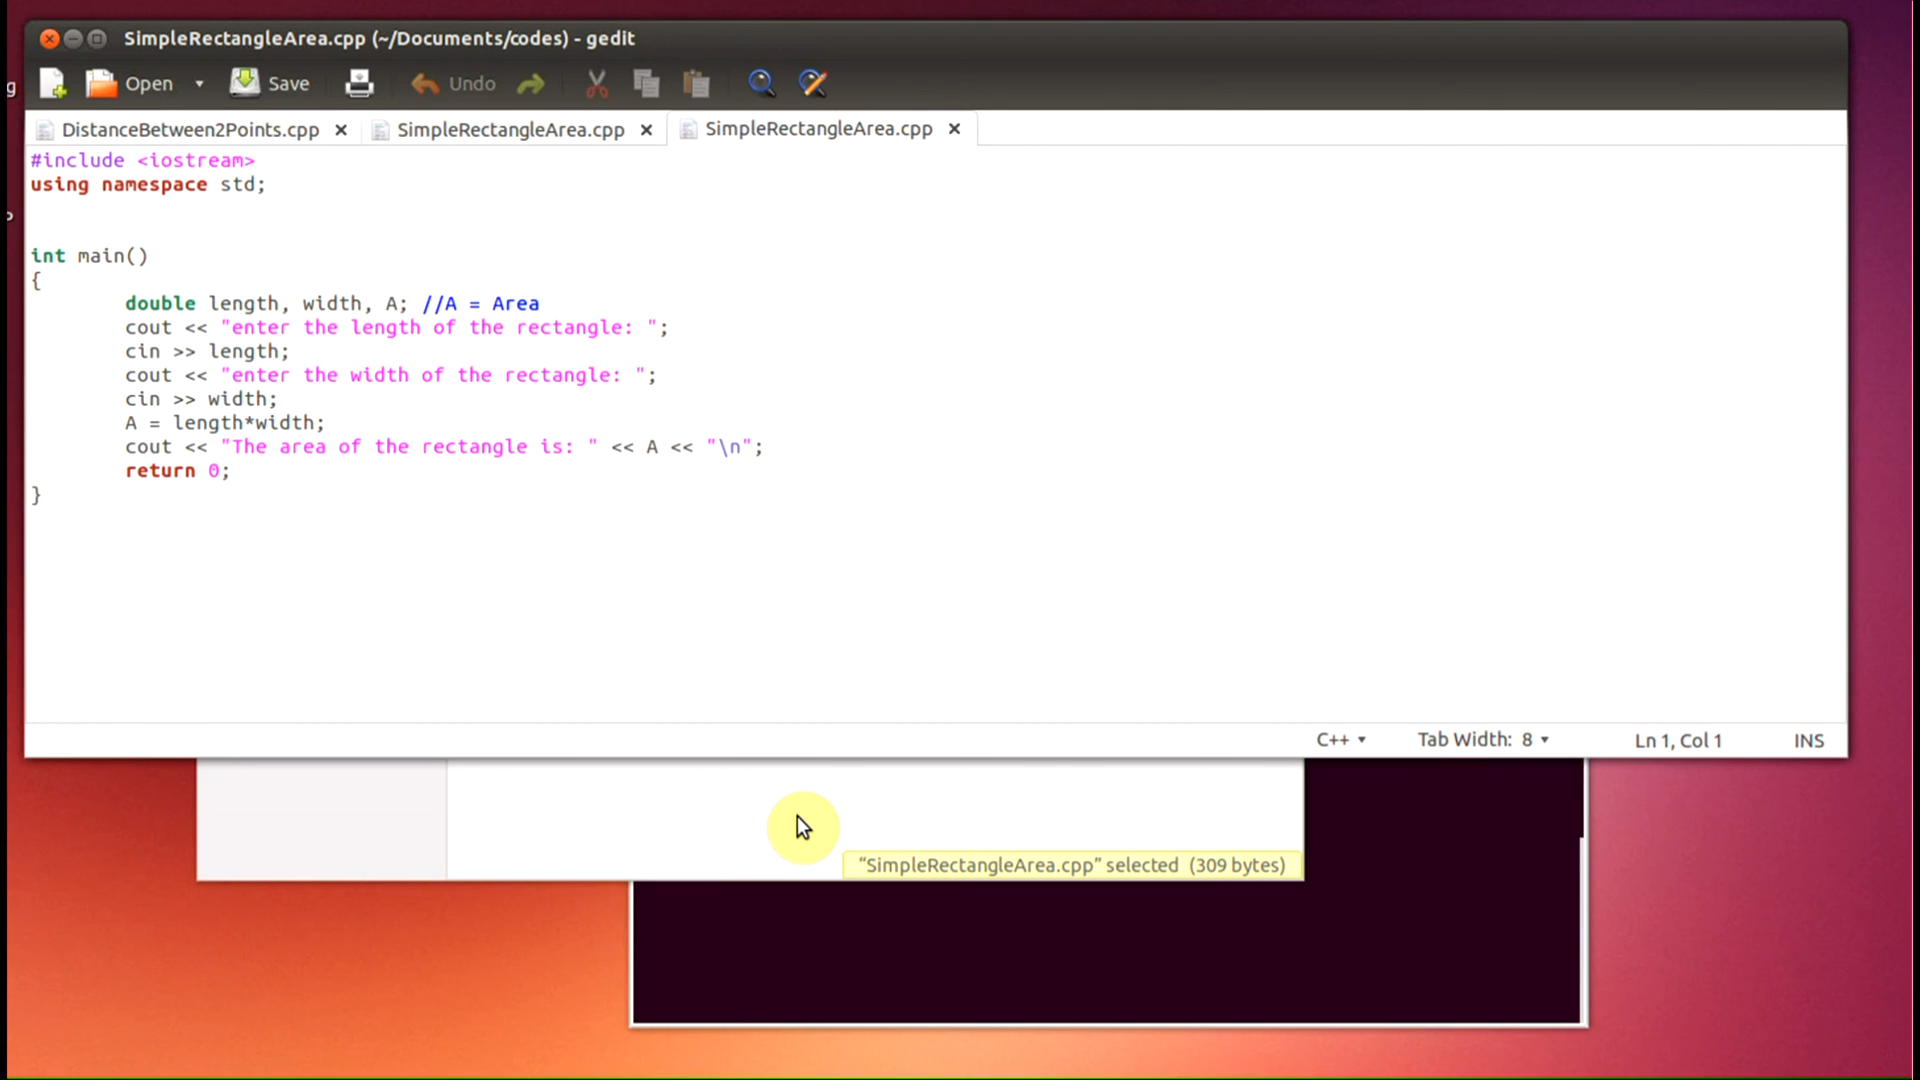 SimpleRectangleArea.cpp (~/Documents/codes) - gedit
g
Open Save Undo
DistanceBetween2Points.cpp SimpleRectangleArea.cpp SimpleRectangleArea.cpp
#include <iostream>
using namespace std;
int main()
{
double length, width, A; //A = Area
cout << "enter the length of the rectangle: ";
cin >> length;
cout << "enter the width of the rectangle: ";
cin >> width;
A = length*width;
cout << "The area of the rectangle is: " << A << "\n";
return 0;
}
C++ Tab Width: 8 Ln 1, Col 1 INS
“SimpleRectangleArea.cpp” selected (309 bytes)